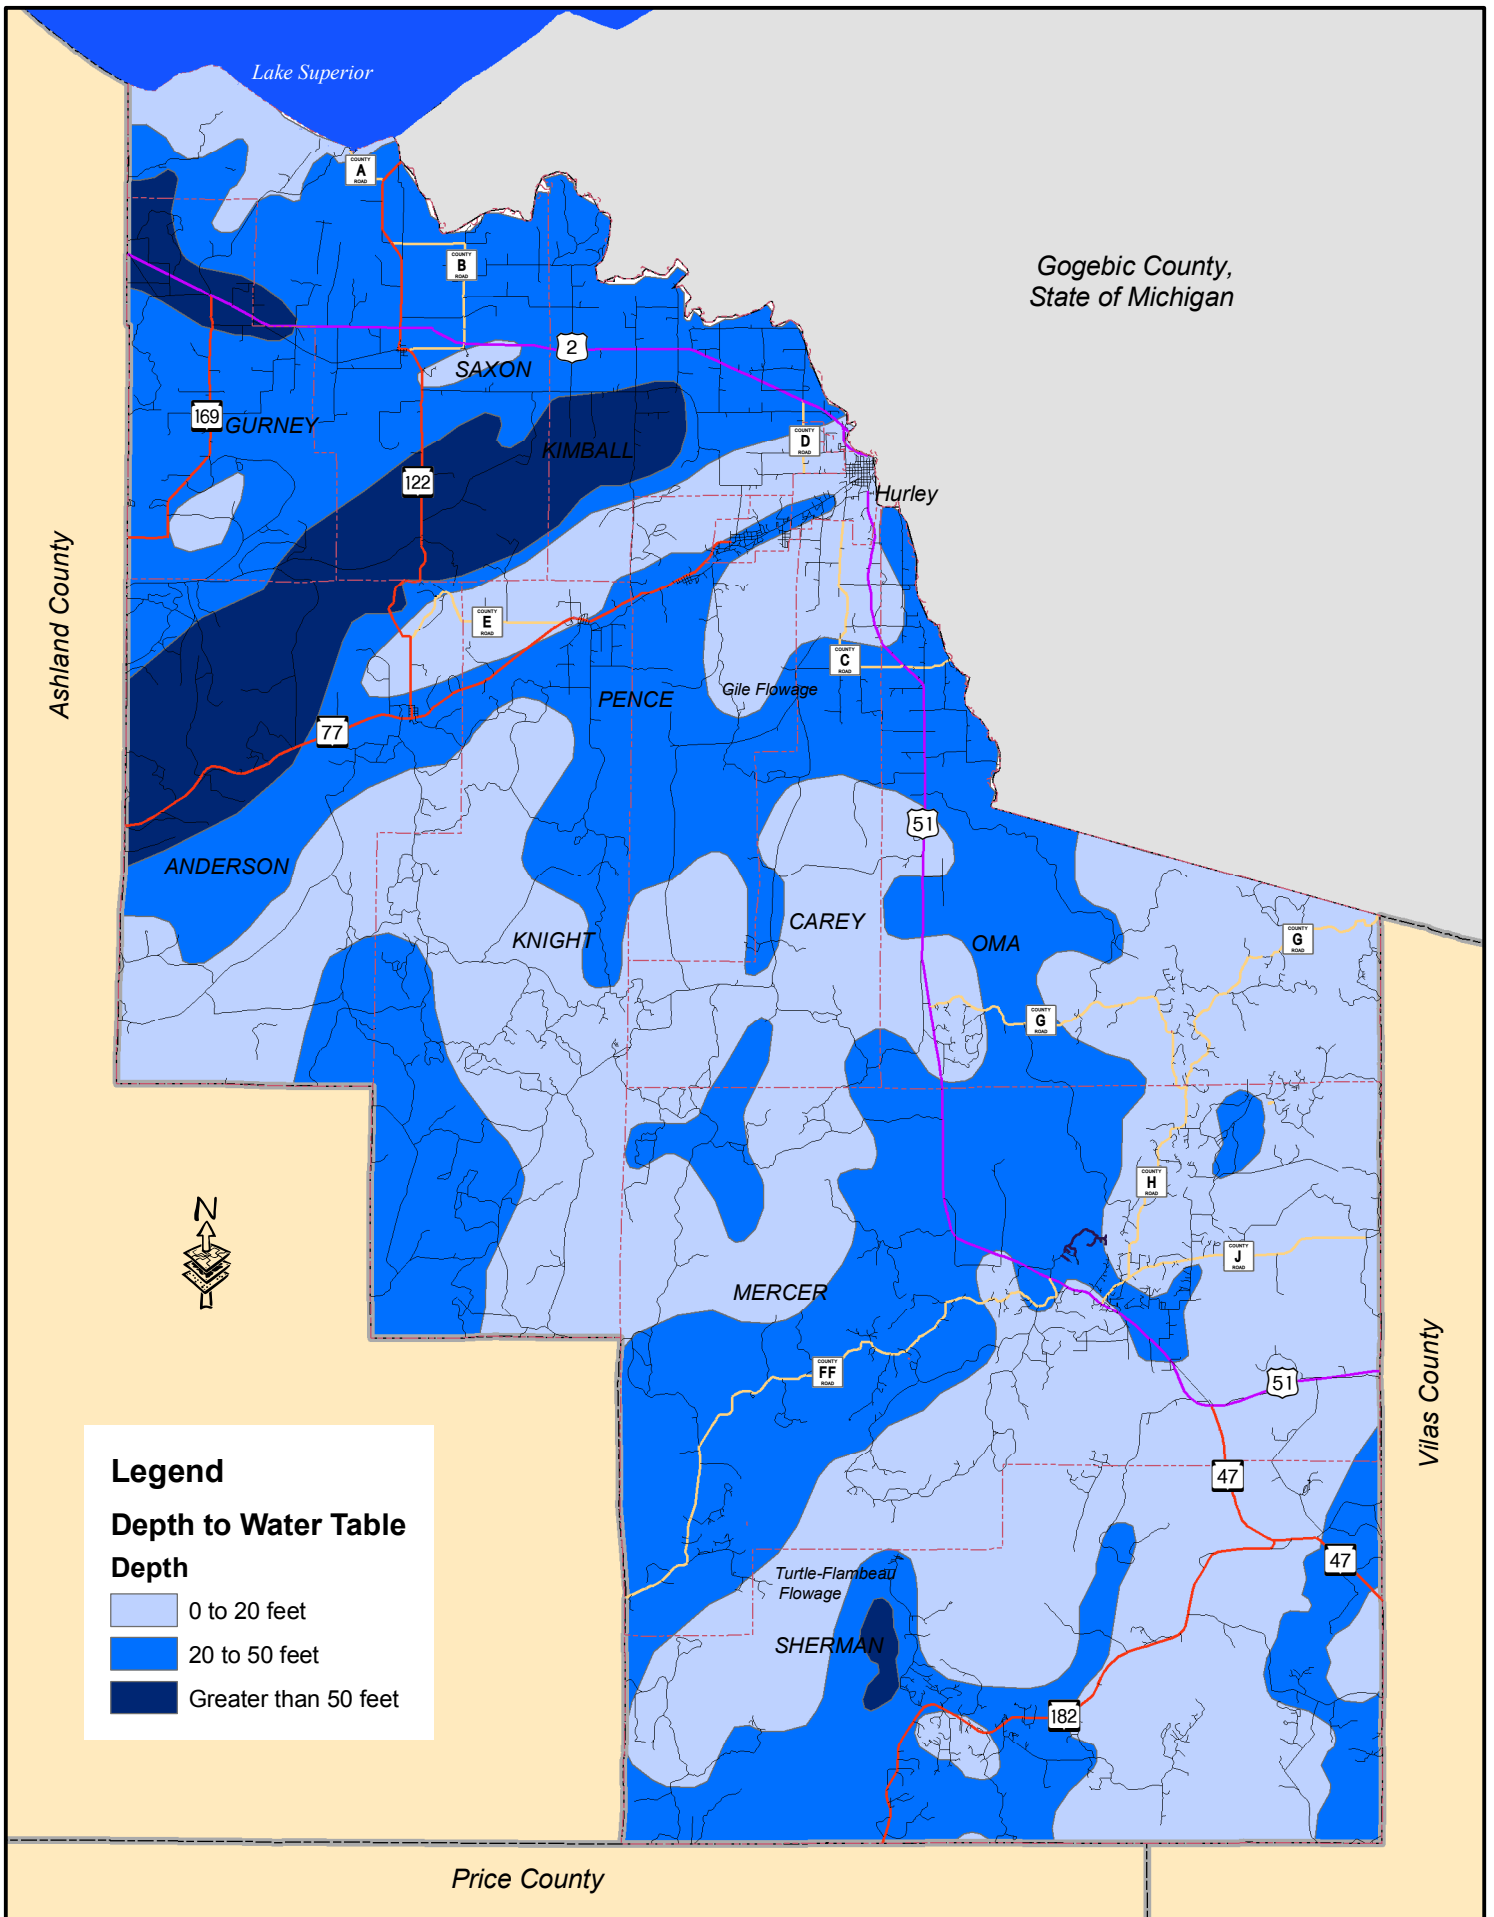 Lake Superior
COUNTY
A
ROAD
Gogebic County,
State of Michigan
COUNTY
B
ROAD
2
SAXON
169
GURNEY
KIMBALL
COUNTY
D
ROAD
122
Hurley
Ashland County
COUNTY
E
ROAD
COUNTY
C
ROAD
Gile Flowage
PENCE
77
51
ANDERSON
KNIGHT
CAREY
OMA
COUNTY
G
ROAD
COUNTY
G
ROAD
COUNTY
H
ROAD
N
COUNTY
J
ROAD
MERCER
COUNTY
FF
ROAD
51
Vilas County
Legend
Depth to Water Table
Depth
0 to 20 feet
20 to 50 feet
Greater than 50 feet
47
47
Turtle-Flambeau
Flowage
SHERMAN
182
Price County